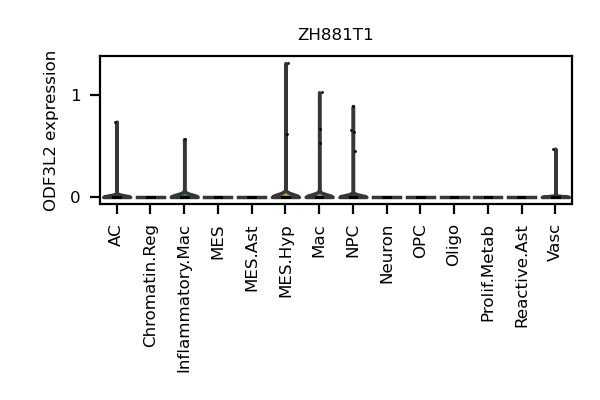 ZH881T1
ODF3L2 expression
1
0
AC
Chromatin.Reg
Inflammatory.Mac
MES
MES.Ast
MES.Hyp
Mac
NPC
Neuron
OPC
Oligo
Prolif.Metab
Reactive.Ast
Vasc